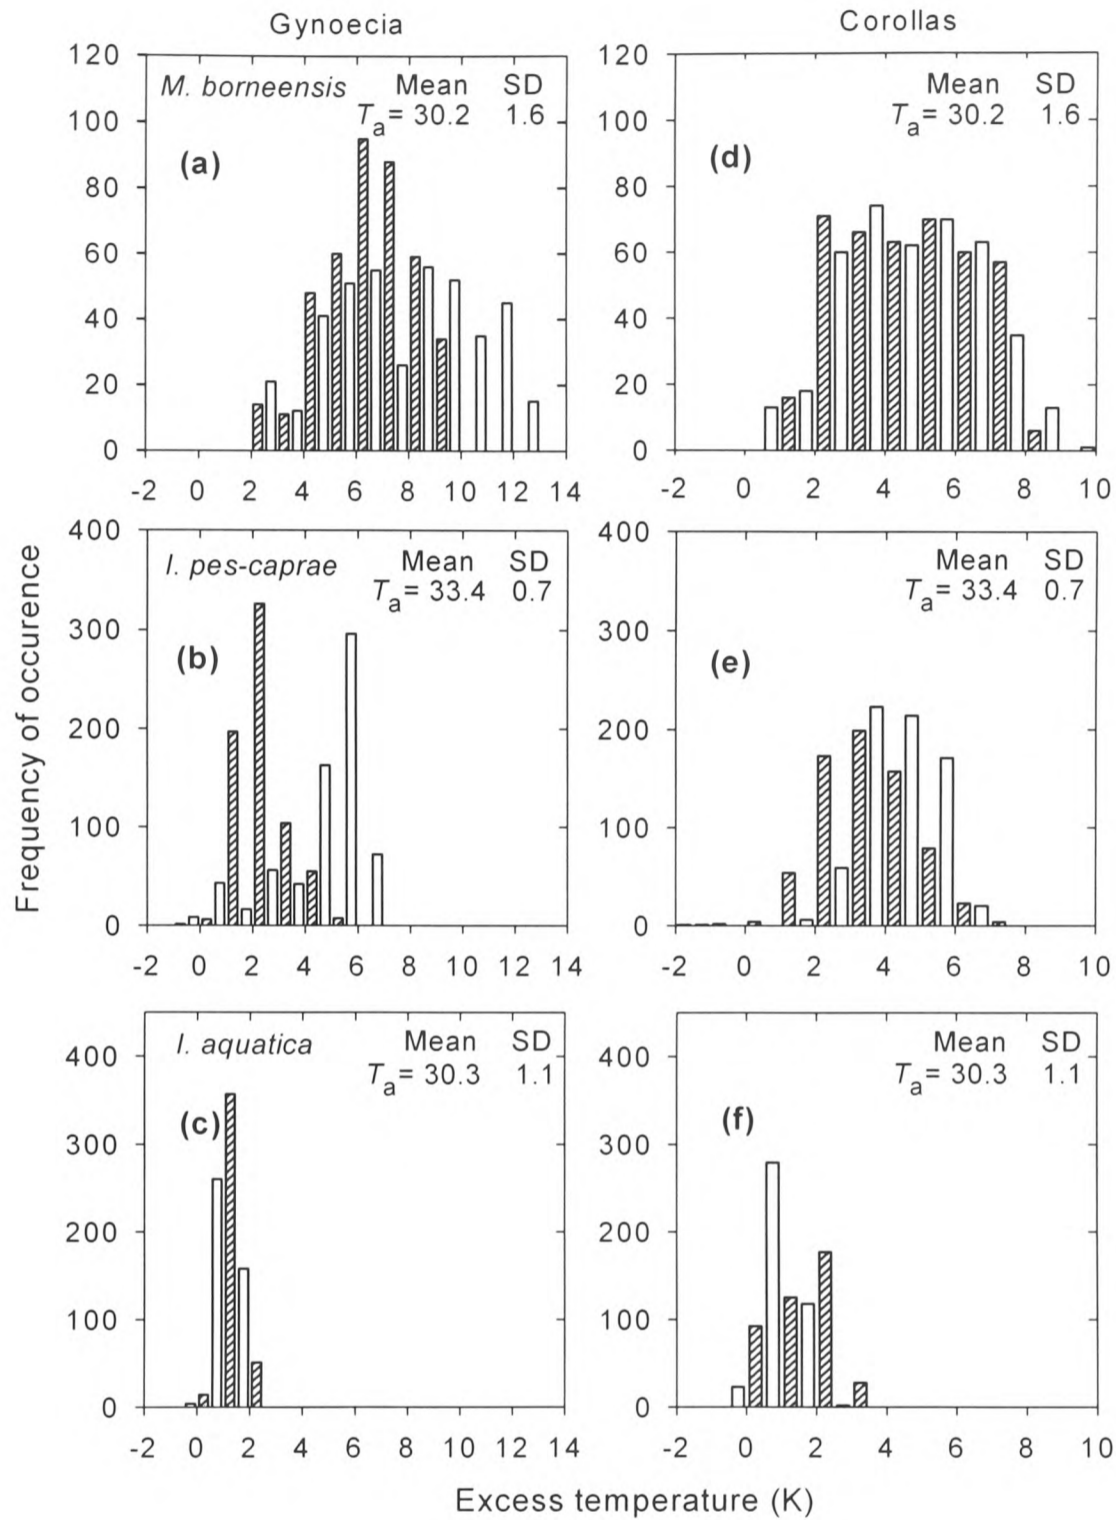 Gynoecia
Corollas
120
100
80
60
40
20
0
M. borneensis
Mean SD
Ta= 30.2 1.6
(a)
-2 0 2 4 6 8 10 12 14
120
100
80
60
40
20
0
Mean SD
Ta= 30.2 1.6
(d)
-2 0 2 4 6 8 10
Frequency of occurence
400
300
200
100
0
I. pes-caprae
Mean SD
Ta= 33.4 0.7
(b)
-2 0 2 4 6 8 10 12 14
400
300
200
100
0
Mean SD
Ta= 33.4 0.7
(e)
-2 0 2 4 6 8 10
400
300
200
100
0
I. aquatica
Mean SD
Ta= 30.3 1.1
(c)
-2 0 2 4 6 8 10 12 14
400
300
200
100
0
Mean SD
Ta= 30.3 1.1
(f)
-2 0 2 4 6 8 10
Excess temperature (K)